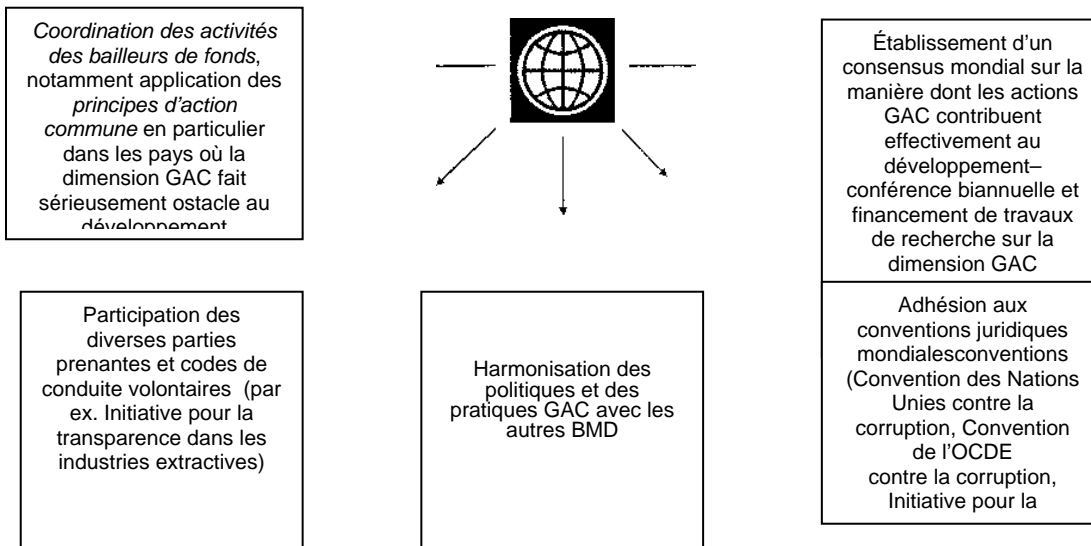 Coordination des activités
des bailleurs de fonds,
notamment application des
principes d'action
commune en particulier
dans les pays où la
dimension GAC fait
sérieusement ostacle au
développement
Établissement d'un
consensus mondial sur la
manière dont les actions
GAC contribuent
effectivement au
développement–
conférence biannuelle et
financement de travaux
de recherche sur la
dimension GAC
Participation des
diverses parties
prenantes et codes de
conduite volontaires (par
ex. Initiative pour la
transparence dans les
industries extractives)
Harmonisation des
politiques et des
pratiques GAC avec les
autres BMD
Adhésion aux
conventions juridiques
mondialesconventions
(Convention des Nations
Unies contre la
corruption, Convention
de l'OCDE
contre la corruption,
Initiative pour la